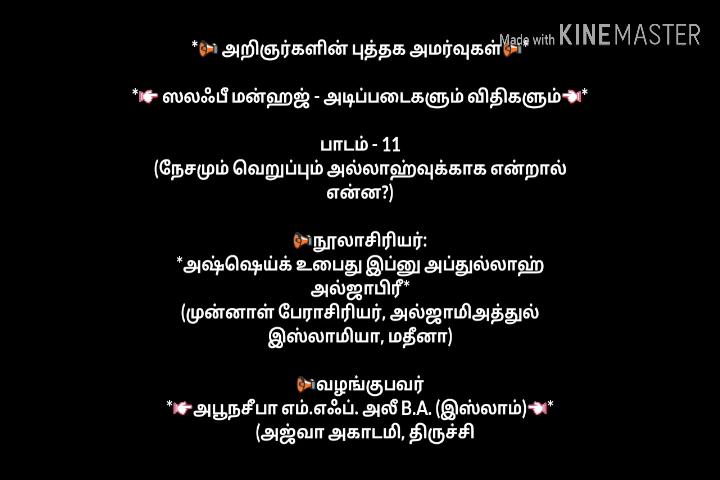 Made with KINEMASTER
*📢 அறிஞர்களின் புத்தக அமர்வுகள்📢*
*👉 ஸலஃபீ மன்ஹஜ் - அடிப்படைகளும் விதிகளும்👈*
பாடம் - 11
(நேசமும் வெறுப்பும் அல்லாஹ்வுக்காக என்றால்
என்ன?)
📢நூலாசிரியர்:
*அஷ்ஷெய்க் உபைது இப்னு அப்துல்லாஹ்
அல்ஜாபிரீ*
(முன்னாள் பேராசிரியர், அல்ஜாமிஅத்துல்
இஸ்லாமியா, மதீனா)
📢வழங்குபவர்
*👉அபூநசீபா எம்.எஃப். அலீ B.A. (இஸ்லாம்)👈*
(அஜ்வா அகாடமி, திருச்சி